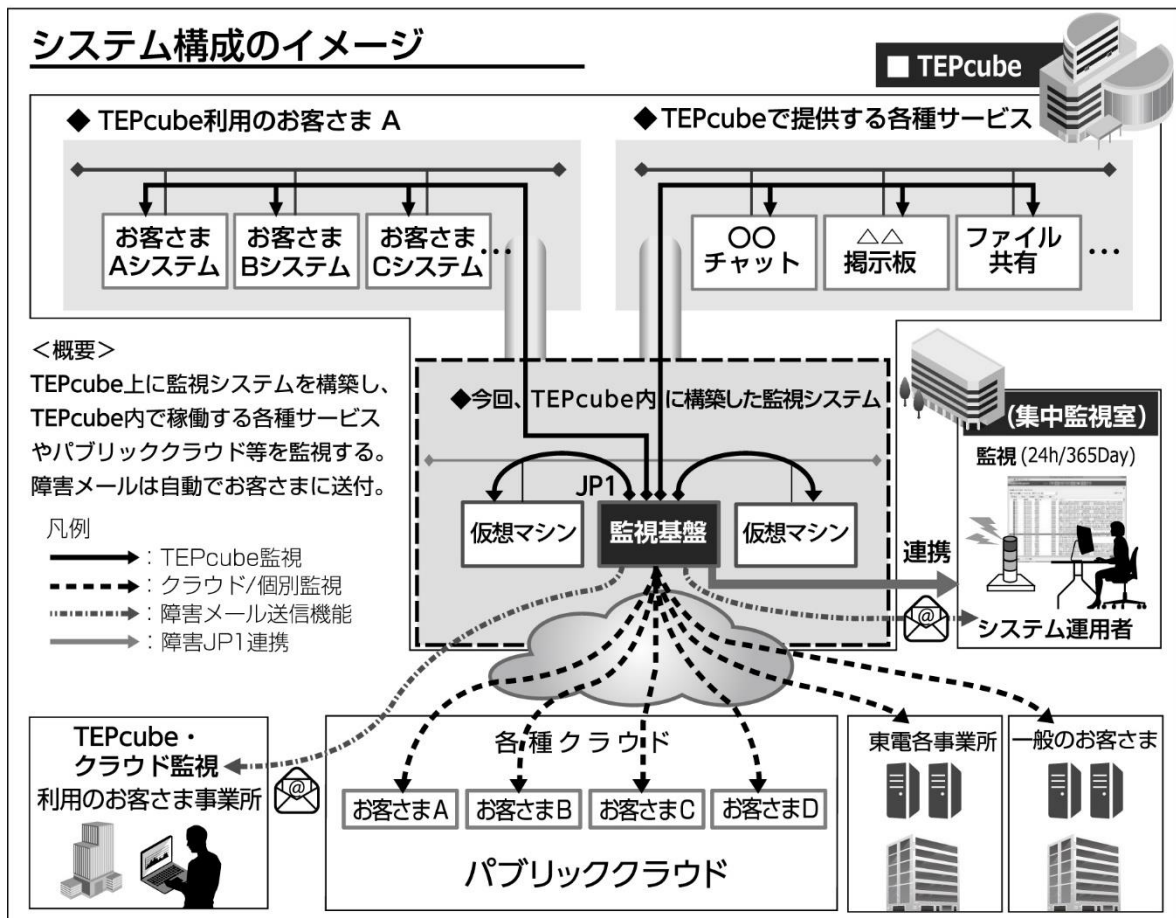 システム構成のイメージ
■ TEPcube
◆ TEPcube利用のお客さま A
お客さま
Aシステム
お客さま
Bシステム
お客さま
Cシステム
…
◆ TEPcubeで提供する各種サービス
〇〇
チャット
△△
掲示板
ファイル
共有
…
＜概要＞
TEPcube上に監視システムを構築し、
TEPcube内で稼働する各種サービス
やパブリッククラウド等を監視する。
障害メールは自動でお客さまに送付。
凡例
：TEPcube監視
：クラウド/個別監視
：障害メール送信機能
：障害JP1連携
◆今回、TEPcube内に構築した監視システム
JP1
仮想マシン
監視基盤
仮想マシン
(集中監視室)
監視 (24h/365Day)
連携
@
システム運用者
TEPcube・
クラウド監視
利用のお客さま事業所
@
各種クラウド
お客さまA
お客さまB
お客さまC
お客さまD
パブリッククラウド
東電各事業所
一般のお客さま